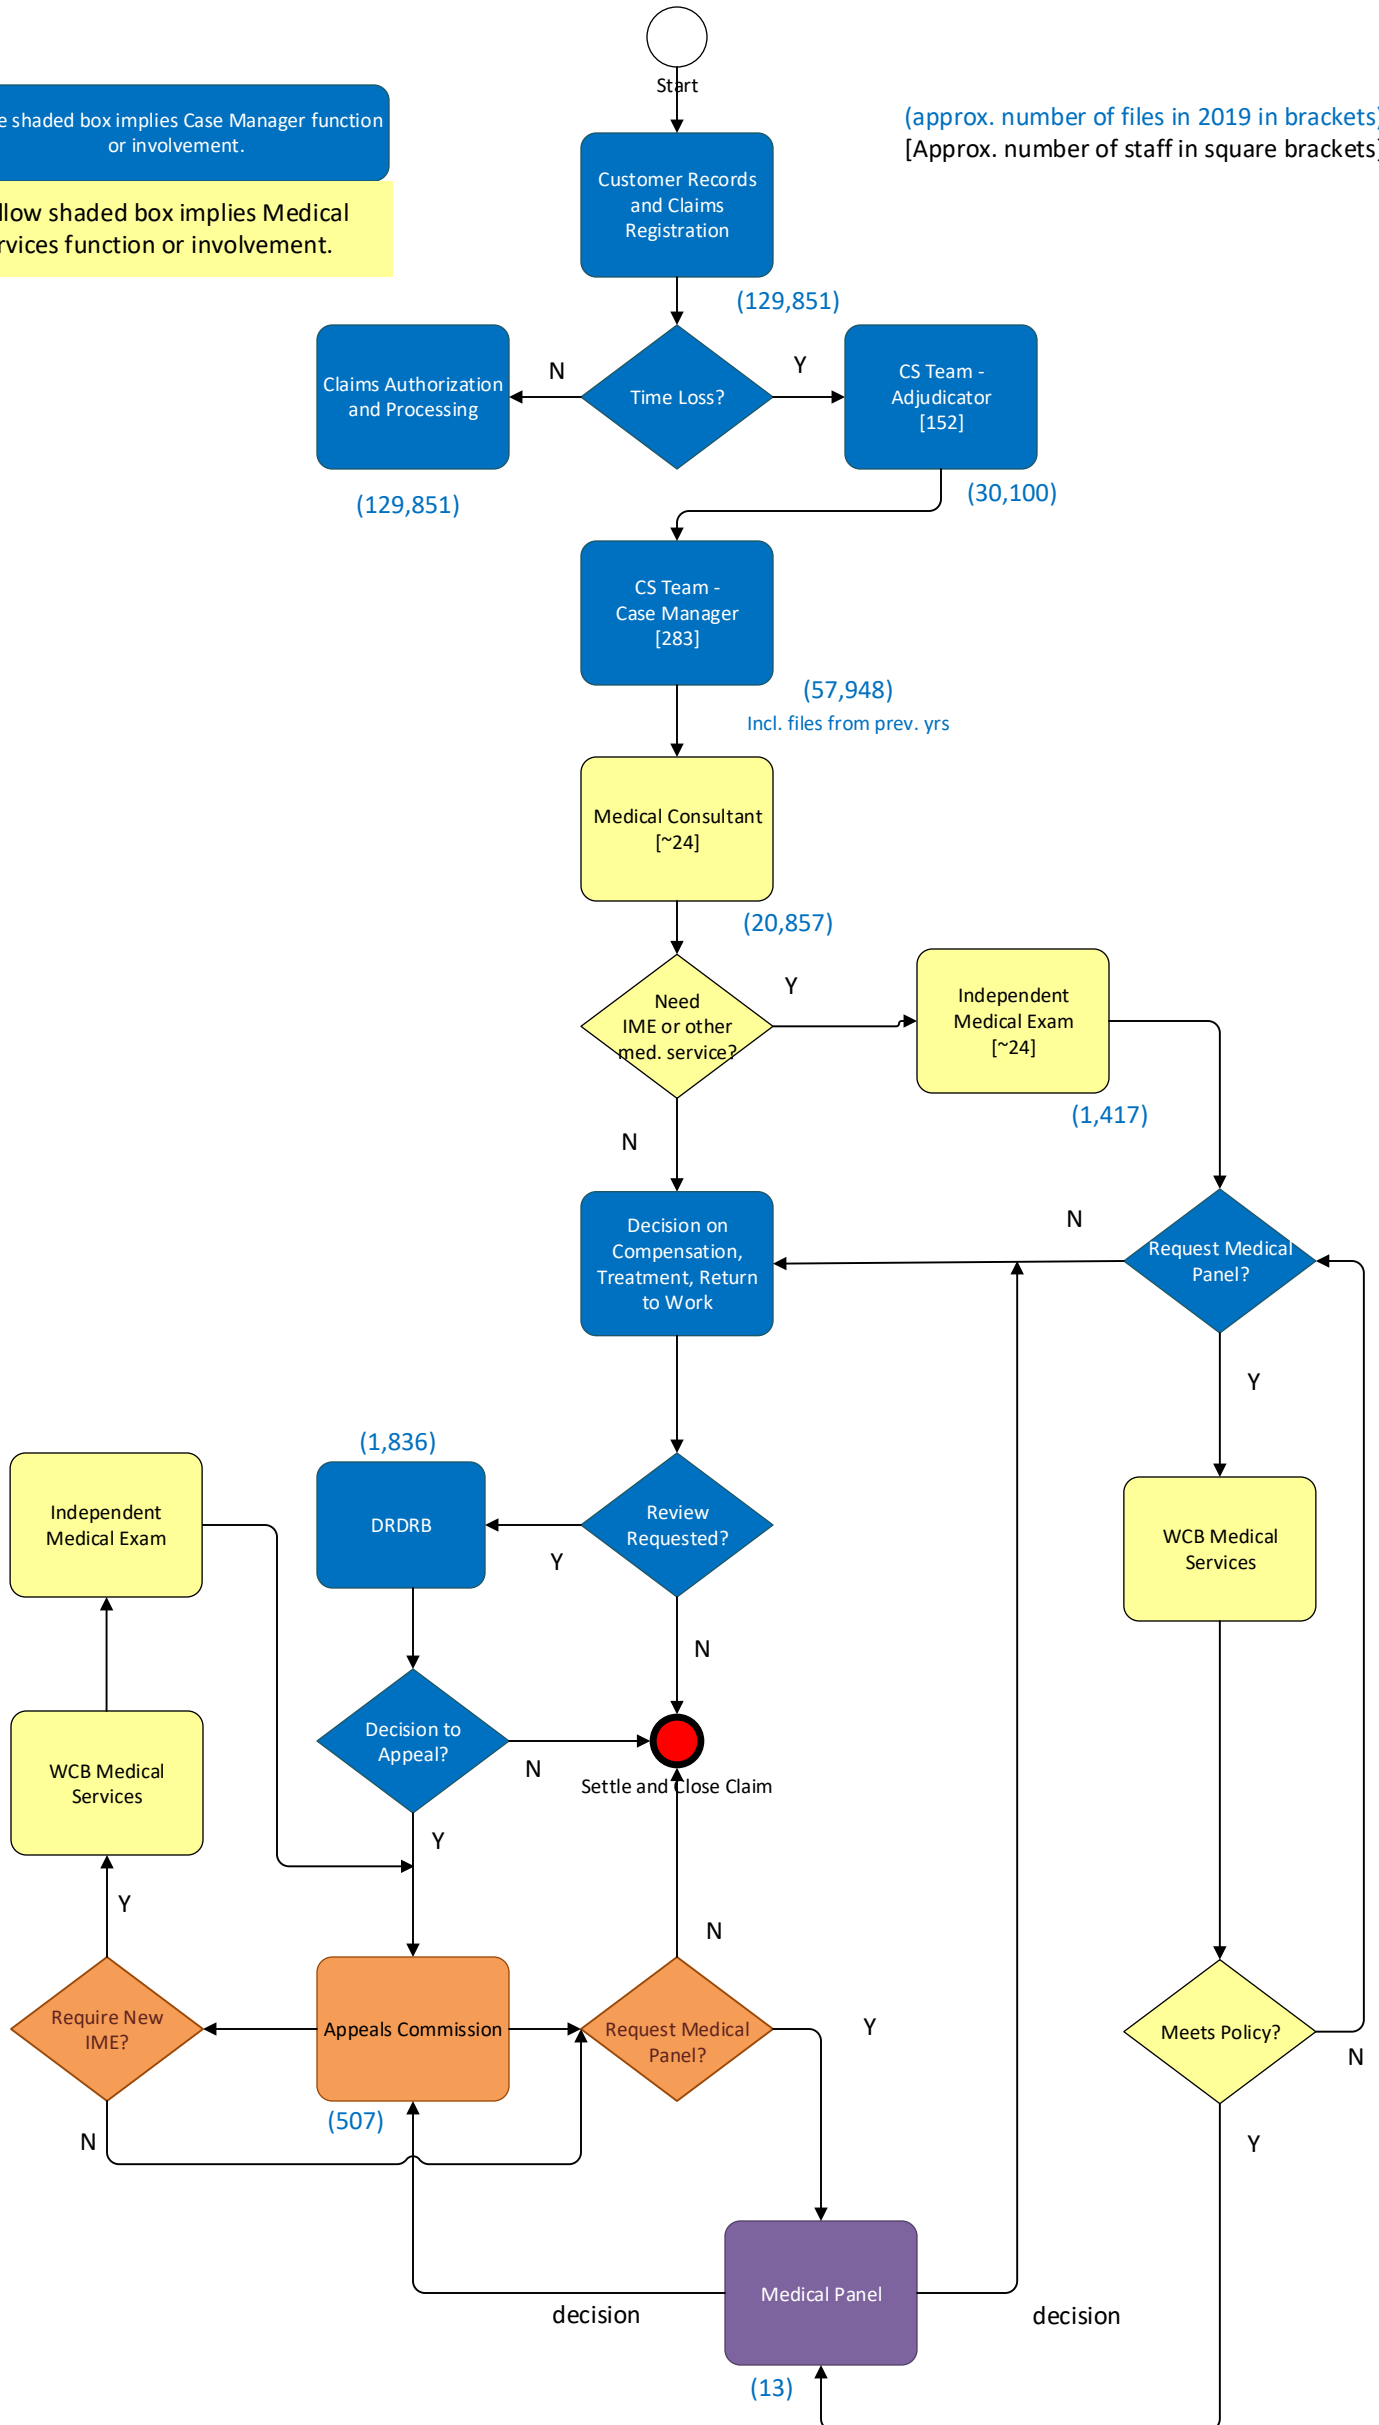 Start
shaded box implies Case Manager function
or involvement.
(approx. number of files in 2019 in brackets)
[Approx. number of staff in square brackets]
shaded box implies Medical
function or involvement.
Customer Records
and Claims
Registration
(129,851)
Claims Authorization
and Processing
N
Time Loss?
Y
CS Team -
Adjudicator
[152]
(129,851)
(30,100)
CS Team -
Case Manager
[283]
(57,948)
Incl. files from prev. yrs
Medical Consultant
[~24]
(20,857)
Need
IME or other
med. service?
Y
Independent
Medical Exam
[~24]
(1,417)
N
Decision on
Compensation,
Treatment, Return
to Work
N
Request Medical
Panel?
Y
(1,836)
Independent
Medical Exam
DRDRB
Y
Review
Requested?
WCB Medical
Services
N
WCB Medical
Services
Decision to
Appeal?
N
Settle and Close Claim
Y
Y
N
Require New
IME?
Appeals Commission
Request Medical
Panel?
Y
Meets Policy?
N
(507)
N
Y
Medical Panel
decision
decision
(13)